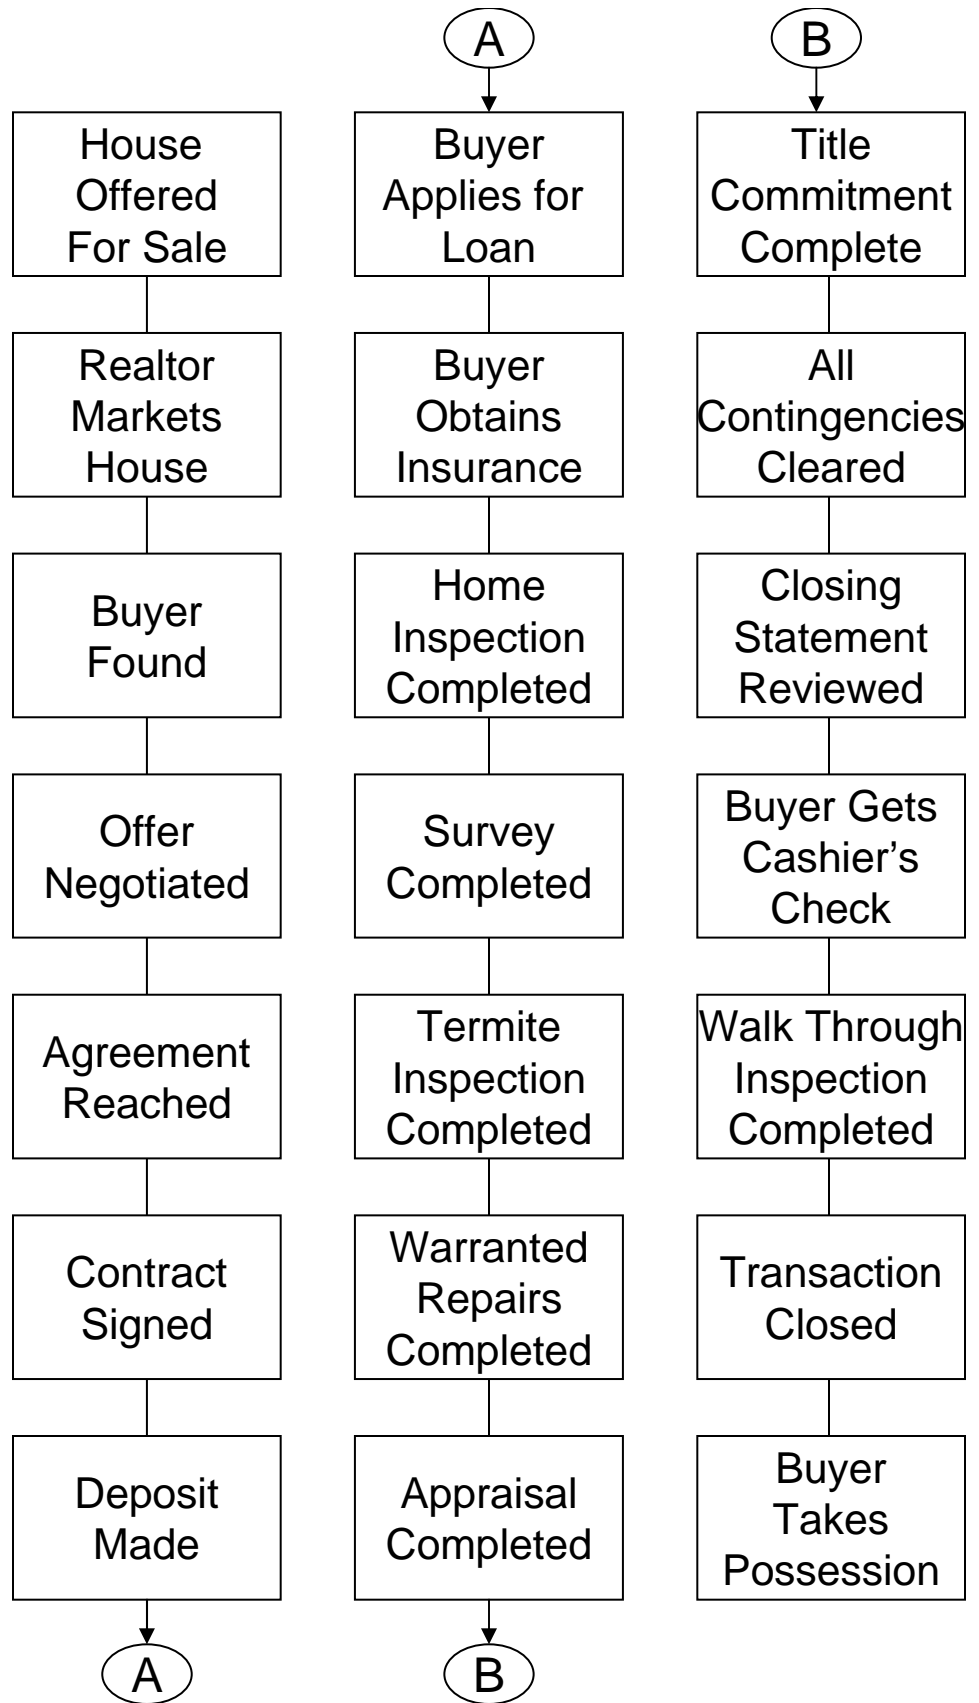 House
Offered
For Sale
Realtor
Markets
House
Buyer
Found
Offer
Negotiated
Agreement
Reached
Contract
Signed
Deposit
Made
A
A
Buyer
Applies for
Loan
Buyer
Obtains
Insurance
Home
Inspection
Completed
Survey
Completed
Termite
Inspection
Completed
Warranted
Repairs
Completed
Appraisal
Completed
B
B
Title
Commitment
Complete
All
Contingencies
Cleared
Closing
Statement
Reviewed
Buyer Gets
Cashier’s
Check
Walk Through
Inspection
Completed
Transaction
Closed
Buyer
Takes
Possession